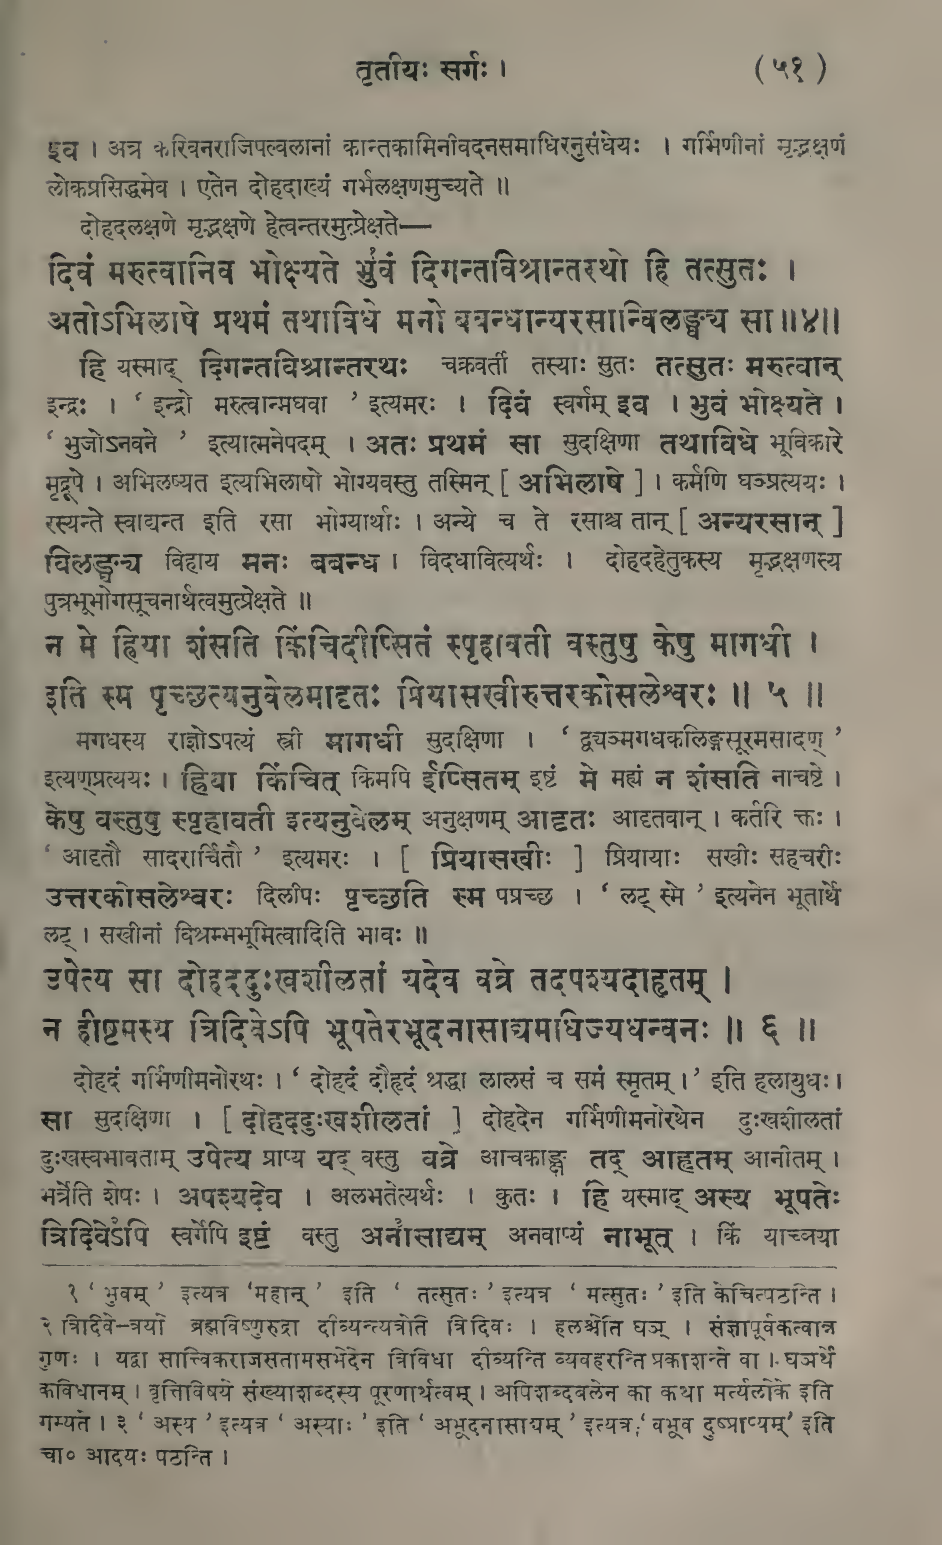 तृतीयः सर्गः । (५१)
इव । अत्र करिवनराजिपल्वलानां कान्तकामिनीवदनसमाधिरनुसंधेयः । गर्भिणीनां मृद्भक्षणं
लोकप्रसिद्धमेव । एतेन दोहदाख्यं गर्भलक्षणमुच्यते ॥
दोहदलक्षणे मृद्भक्षणे हेत्वन्तरमुत्प्रेक्षते—
दिवं मरुत्वानिव भोक्ष्यते भुवं दिगन्तविश्रान्तरथो हि तत्सुतः ।
अतोऽभिलाषे प्रथमं तथाविधे मनो बबन्धान्यरसान्विलङ्घ्य सा ॥४॥
हि यस्माद् दिगन्तविश्रान्तरथः चक्रवर्ती तस्याः सुतः तत्सुतः मरुत्वान्
इन्द्रः । ‘ इन्द्रो मरुत्वान्मघवा ’ इत्यमरः । दिवं स्वर्गम् इव । भुवं भोक्ष्यते ।
‘ भुजोऽनवने ’ इत्यात्मनेपदम् । अतः प्रथमं सा सुदक्षिणा तथाविधे भूविकारे
मृद्रूपे । अभिलष्यत इत्यभिलाषो भोग्यवस्तु तस्मिन् [ अभिलाषे ] । कर्मणि घञ्प्रत्ययः ।
रस्यन्ते स्वाद्यन्त इति रसा भोग्यार्थाः । अन्ये च ते रसाश्च तान् [ अन्यरसान् ]
विलङ्घ्य विहाय मनः बबन्ध । विदधावित्यर्थः । दोहदहेतुकस्य मृद्भक्षणस्य
पुत्रभूभोगसूचनार्थत्वमुत्प्रेक्षते ॥
न मे ह्रिया शंसति किंचिदीप्सितं स्पृहावती वस्तुषु केषु मागधी ।
इति स्म पृच्छत्यनुवेलमादृतः प्रियासखीरुत्तरकोसलेश्वरः ॥ ५ ॥
मगधस्य राज्ञोऽपत्यं स्त्री मागधी सुदक्षिणा । ‘ द्व्यञ्मगधकलिङ्गसूरमसादण् ’
इत्यण्प्रत्ययः । ह्रिया किंचित् किमपि ईप्सितम् इष्टं मे मह्यं न शंसति नाचष्टे ।
केषु वस्तुषु स्पृहावती इत्यनुवेलम् अनुक्षणम् आदृतः आदृतवान् । कर्तरि क्तः ।
‘ आदृतौ सादरार्चितौ ’ इत्यमरः । [ प्रियासखीः ] प्रियायाः सखीः सहचरीः
उत्तरकोसलेश्वरः दिलीपः पृच्छति स्म पप्रच्छ । ‘ लट् स्मे ’ इत्यनेन भूतार्थे
लट् । सखीनां विश्रम्भभूमित्वादिति भावः ॥
उपेत्य सा दोहददुःखशीलतां यदेव वव्रे तदपश्यदाहृतम् ।
न हीष्टमस्य त्रिदिवेऽपि भूपतेरभूदनासाद्यमधिज्यधन्वनः ॥ ६ ॥
दोहदं गर्भिणीमनोरथः । ‘ दोहदं दौहृदं श्रद्धा लालसं च समं स्मृतम् ।’ इति हलायुधः ।
सा सुदक्षिणा । [ दोहददुःखशीलतां ] दोहदेन गर्भिणीमनोरथेन दुःखशीलतां
दुःखस्वभावताम् उपेत्य प्राप्य यद् वस्तु वव्रे आचकाङ्क्ष तद् आहृतम् आनीतम् ।
भर्त्रेति शेषः । अपश्यदेव । अलभतेत्यर्थः । कुतः । हि यस्माद् अस्य भूपतेः
त्रिदिवेऽपि स्वर्गेपि इष्टं वस्तु अनासाद्यम् अनवाप्यं नाभूत् । किं याच्ञया
१ ‘ भुवम् ’ इत्यत्र ‘महान् ’ इति ‘ तत्सुतः ’ इत्यत्र ‘ मत्सुतः ’ इति केचित्पठन्ति ।
२ त्रिदिवे–त्रयो ब्रह्मविष्णुरुद्रा दीव्यन्त्यत्रेति त्रिदिवः । हलश्चेति घञ् । संज्ञापूर्वकत्वान्न
गुणः । यद्वा सात्त्विकराजसतामसभेदेन त्रिविधा दीव्यन्ति व्यवहरन्ति प्रकाशन्ते वा । घञर्थे
कविधानम् । वृत्तिविषये संख्याशब्दस्य पूरणार्थत्वम् । अपिशब्दबलेन का कथा मर्त्यलोके इति
गम्यते । ३ ‘ अस्य ’ इत्यत्र ‘ अस्याः ’ इति ‘ अभूदनासाद्यम् ’ इत्यत्र ‘ बभूव दुष्प्राप्यम्’ इति
चा० आदयः पठन्ति ।